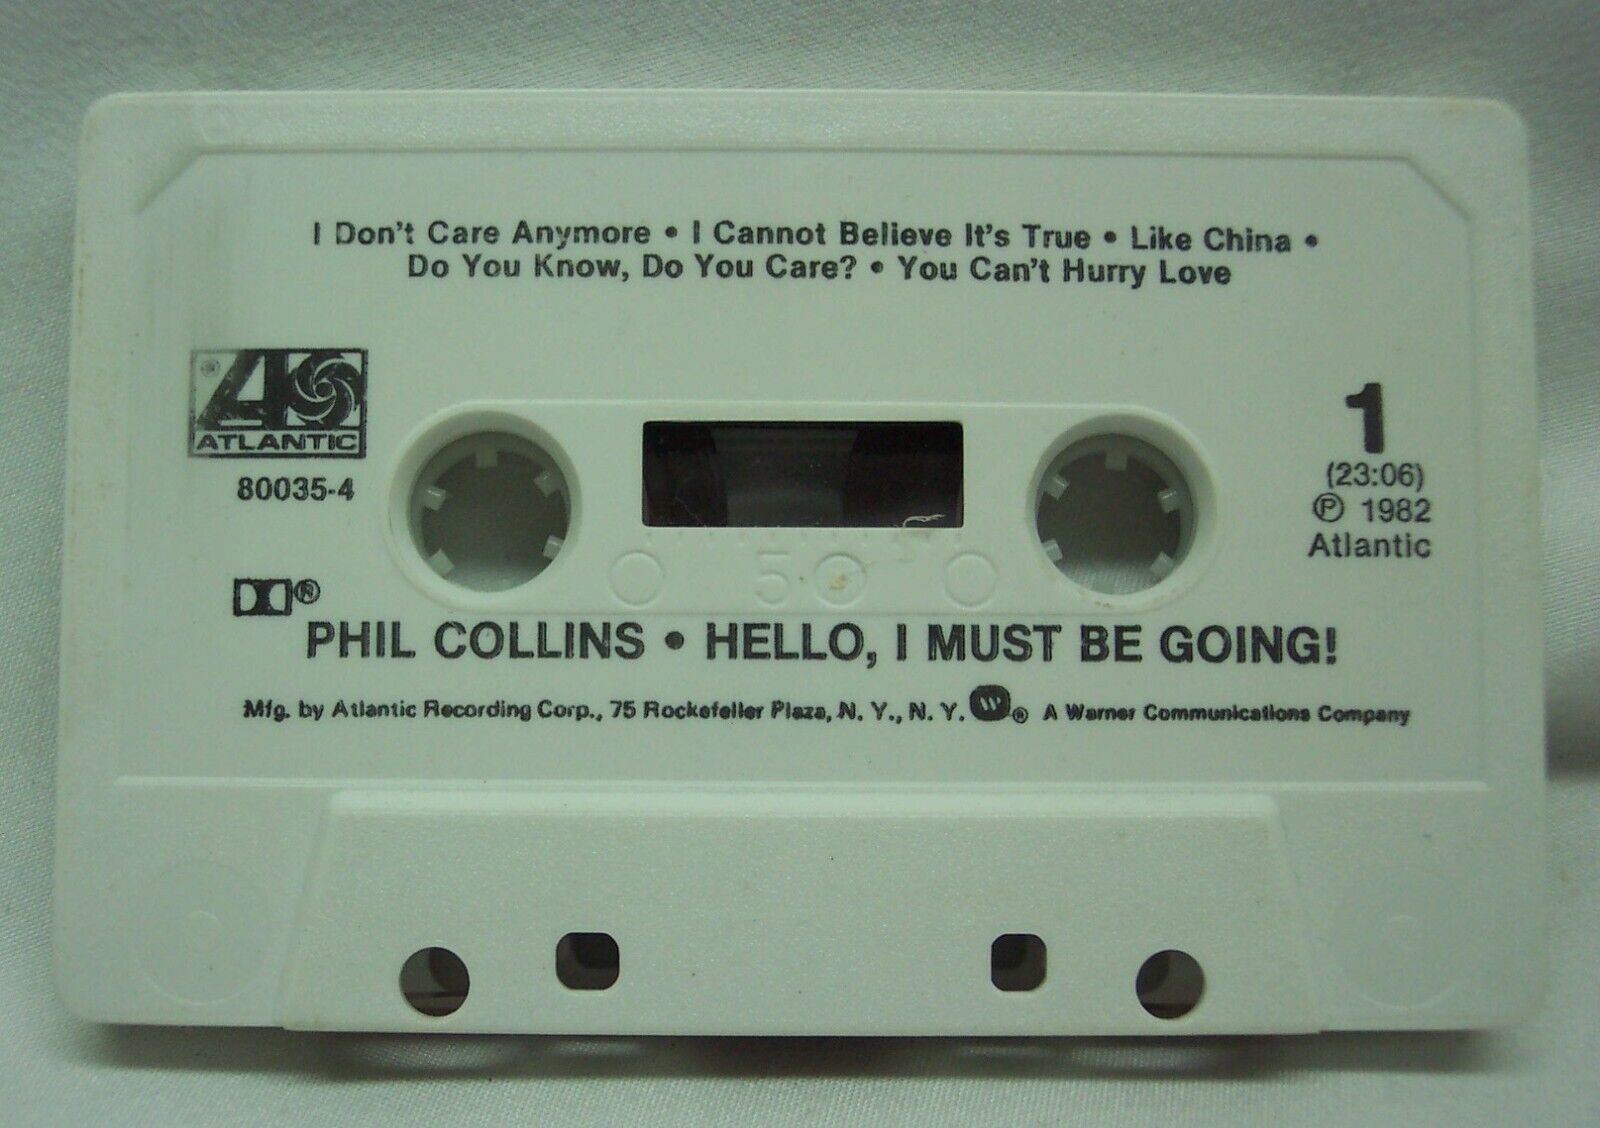 I Don't Care Anymore • I Cannot Believe It's True • Like China •
Do You Know, Do You Care? • You Can't Hurry Love
® ATLANTIC
80035-4
1
(23:06)
℗ 1982
Atlantic
5
®
PHIL COLLINS • HELLO, I MUST BE GOING!
Mfg. by Atlantic Recording Corp., 75 Rockefeller Plaza, N. Y., N. Y. ® A Warner Communications Company